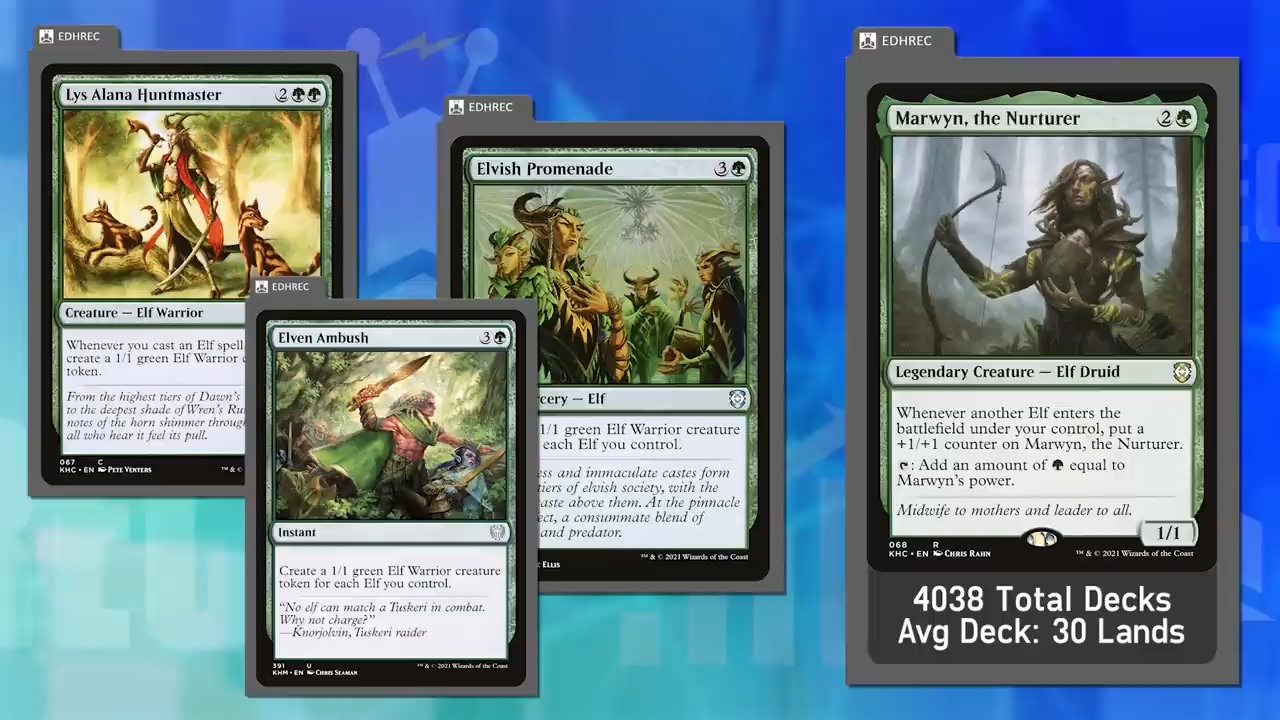 EDHREC
Lys Alana Huntmaster 2
Creature — Elf Warrior
Whenever you cast an Elf spell
create a 1/1 green Elf Warrior
token.
From the highest tiers of Dawn's
to the deepest shade of Wren's
notes of the horn shimmer
all who hear it feel its pull.
067 C
KHC • EN PETE VENTERS ™ & ©
EDHREC
Elven Ambush 3
Instant
Create a 1/1 green Elf Warrior creature
token for each Elf you control.
“No elf can match a Tuskeri in combat.
Why not charge?”
—Knorjolvin, Tuskeri raider
391 U
KHM • EN CHRIS SEAMAN ™ & © 2021 Wizards of the Coast
EDHREC
Elvish Promenade 3
— Elf
1/1 green Elf Warrior creature
each Elf you control.
and immaculate castes form
of elvish society, with the
above them. At the pinnacle
a consummate blend of
and predator.
ELLIS ™ & © 2021 Wizards of the Coast
EDHREC
Marwyn, the Nurturer 2
Legendary Creature — Elf Druid
Whenever another Elf enters the
battlefield under your control, put a
+1/+1 counter on Marwyn, the Nurturer.
: Add an amount of equal to
Marwyn's power.
Midwife to mothers and leader to all.
1/1
068 R
KHC • EN CHRIS RAHN ™ & © 2021 Wizards of the Coast
4038 Total Decks
Avg Deck: 30 Lands